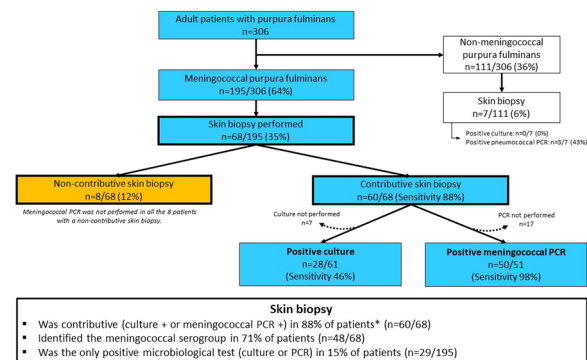 Adult patients with purpura fulminans
n=306
Non-meningococcal
purpura fulminans
n=111/306 (36%)
Meningococcal purpura fulminans
n=195/306 (64%)
Skin biopsy
n=7/111 (6%)
Skin biopsy performed
n=68/195 (35%)
Positive culture: n=0/7 (0%)
Positive pneumococcal PCR: n=3/7 (43%)
Non-contributive skin biopsy
n=8/68 (12%)
Contributive skin biopsy
n=60/68 (Sensitivity 88%)
Meningococcal PCR was not performed in all the 8 patients
with a non-contributive skin biopsy.
Culture not performed
n=7
PCR not performed
n=17
Positive culture
n=28/61
(Sensitivity 46%)
Positive meningococcal PCR
n=50/51
(Sensitivity 98%)
Skin biopsy
▪ Was contributive (culture + or meningococcal PCR +) in 88% of patients* (n=60/68)
▪ Identified the meningococcal serogroup in 71% of patients (n=48/68)
▪ Was the only positive microbiological test (culture or PCR) in 15% of patients (n=29/195)